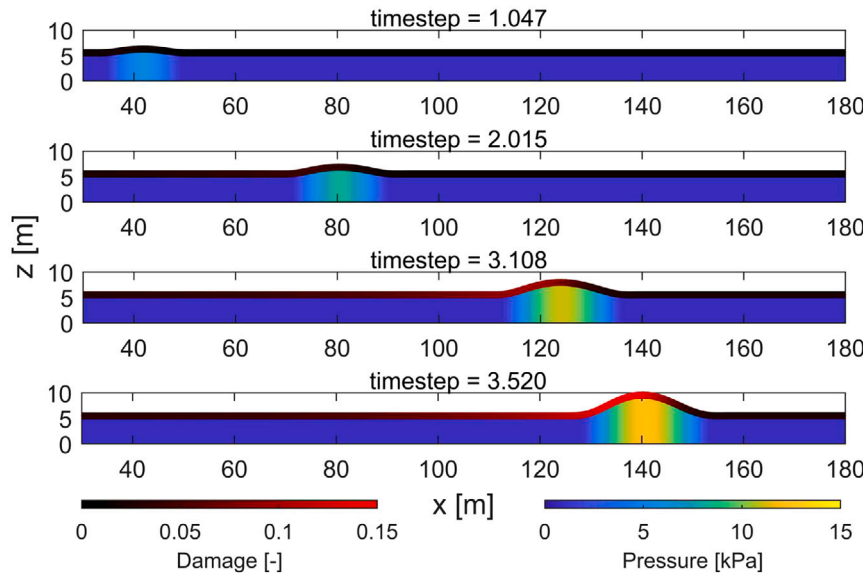 timestep = 1.047
10
5
0
40 60 80 100 120 140 160 180
timestep = 2.015
10
5
0
40 60 80 100 120 140 160 180
timestep = 3.108
10
5
0
40 60 80 100 120 140 160 180
timestep = 3.520
10
5
0
40 60 80 100 120 140 160 180
z [m]
x [m]
0 0.05 0.1 0.15
Damage [-]
0 5 10 15
Pressure [kPa]